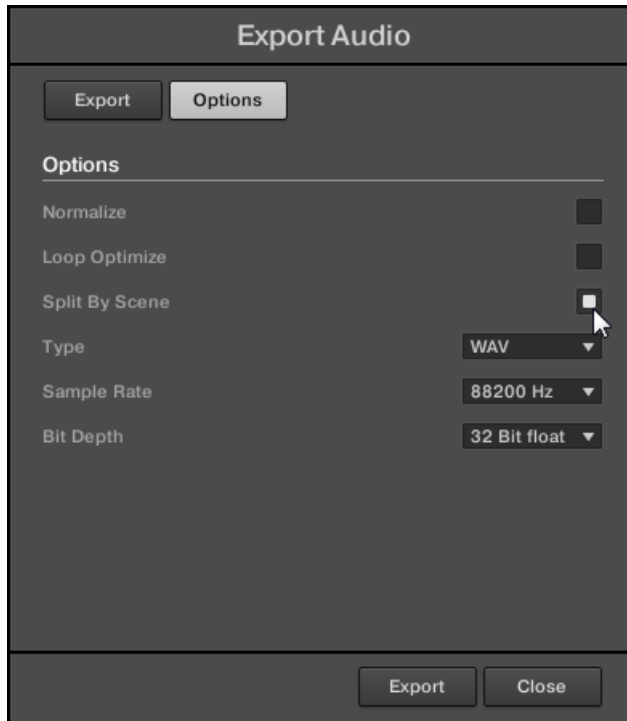 Export Audio
Export Options
Options
Normalize
Loop Optimize
Split By Scene
Type WAV
Sample Rate 88200 Hz
Bit Depth 32 Bit float
Export Close